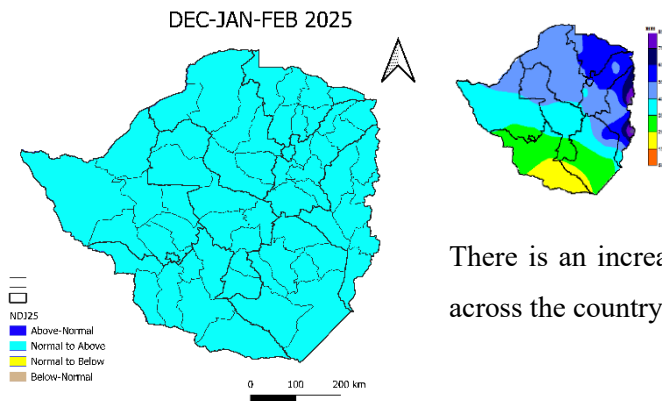 DEC-JAN-FEB 2025
NDJ25
Above-Normal
Normal to Above
Normal to Below
Below-Normal
0 100 200 km
There is an increa
across the country